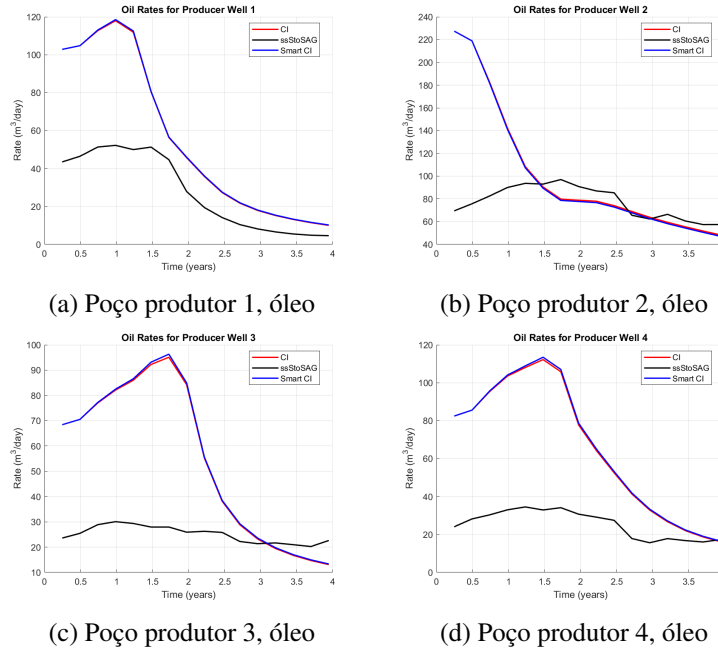 Oil Rates for Producer Well 1
120
100
80
60
40
20
0
Rate (m³/day)
0 0.5 1 1.5 2 2.5 3 3.5 4
Time (years)
CI
ssStoSAG
Smart CI
(a) Poço produtor 1, óleo
Oil Rates for Producer Well 2
240
220
200
180
160
140
120
100
80
60
40
Rate (m³/day)
0 0.5 1 1.5 2 2.5 3 3.5
Time (years)
CI
ssStoSAG
Smart CI
(b) Poço produtor 2, óleo
Oil Rates for Producer Well 3
100
90
80
70
60
50
40
30
20
10
Rate (m³/day)
0 0.5 1 1.5 2 2.5 3 3.5 4
Time (years)
CI
ssStoSAG
Smart CI
(c) Poço produtor 3, óleo
Oil Rates for Producer Well 4
120
100
80
60
40
20
0
Rate (m³/day)
0 0.5 1 1.5 2 2.5 3 3.5
Time (years)
CI
ssStoSAG
Smart CI
(d) Poço produtor 4, óleo